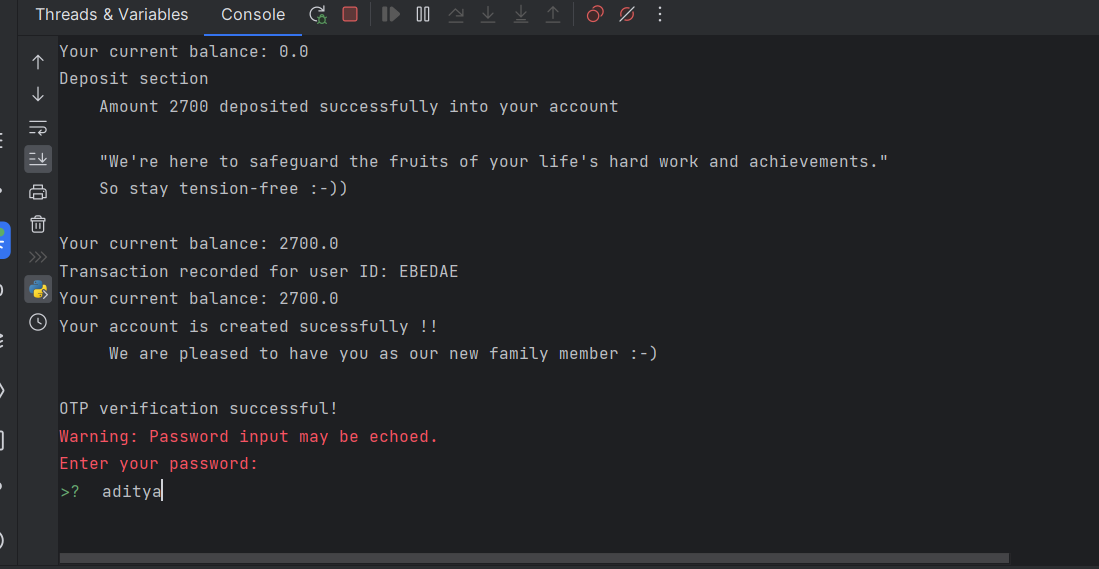 Threads & Variables Console
Your current balance: 0.0
Deposit section
Amount 2700 deposited successfully into your account
"We're here to safeguard the fruits of your life's hard work and achievements."
So stay tension-free :-))
Your current balance: 2700.0
Transaction recorded for user ID: EBEDAE
Your current balance: 2700.0
Your account is created sucessfully !!
We are pleased to have you as our new family member :-)
OTP verification successful!
Warning: Password input may be echoed.
Enter your password:
>? aditya